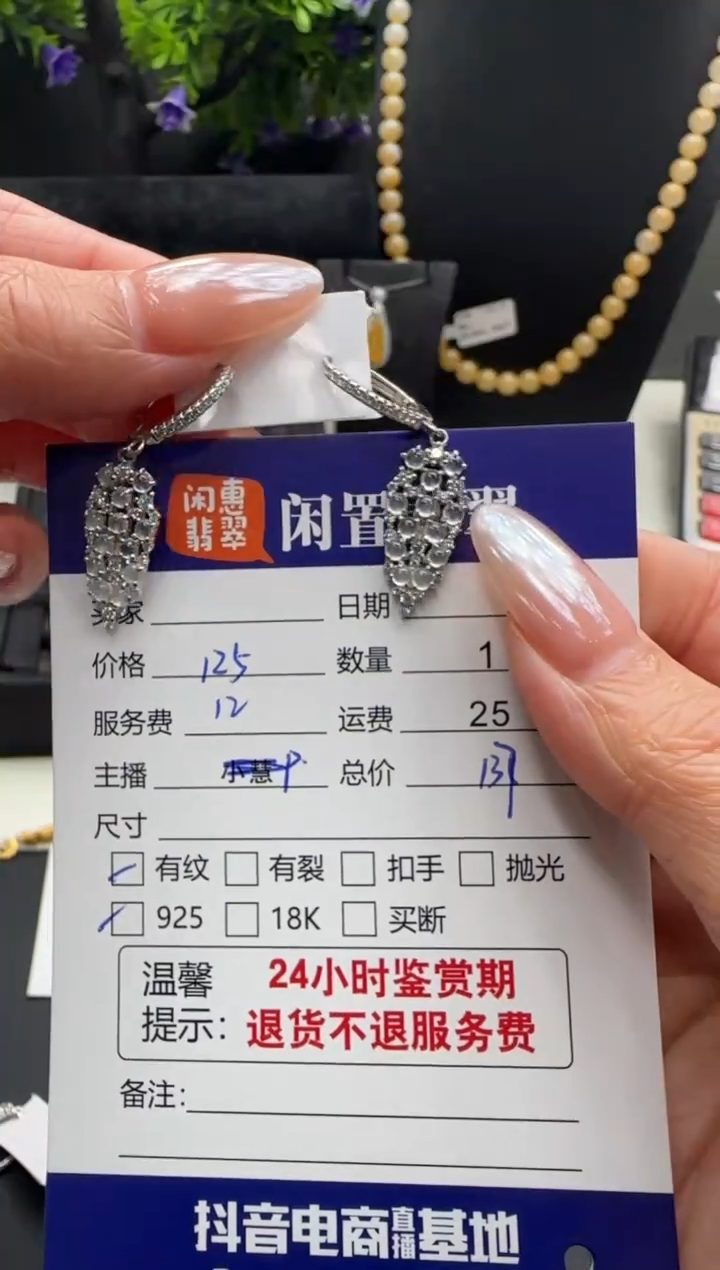 闲惠
翡翠
闲置
家 日期
价格 125 数量 1
服务费 12 运费 25
主播 小慧 总价
尺寸
有纹 有裂 扣手 抛光
925 18K 买断
温馨 24小时鉴赏期
提示: 退货不退服务费
备注:
抖音电商直播基地